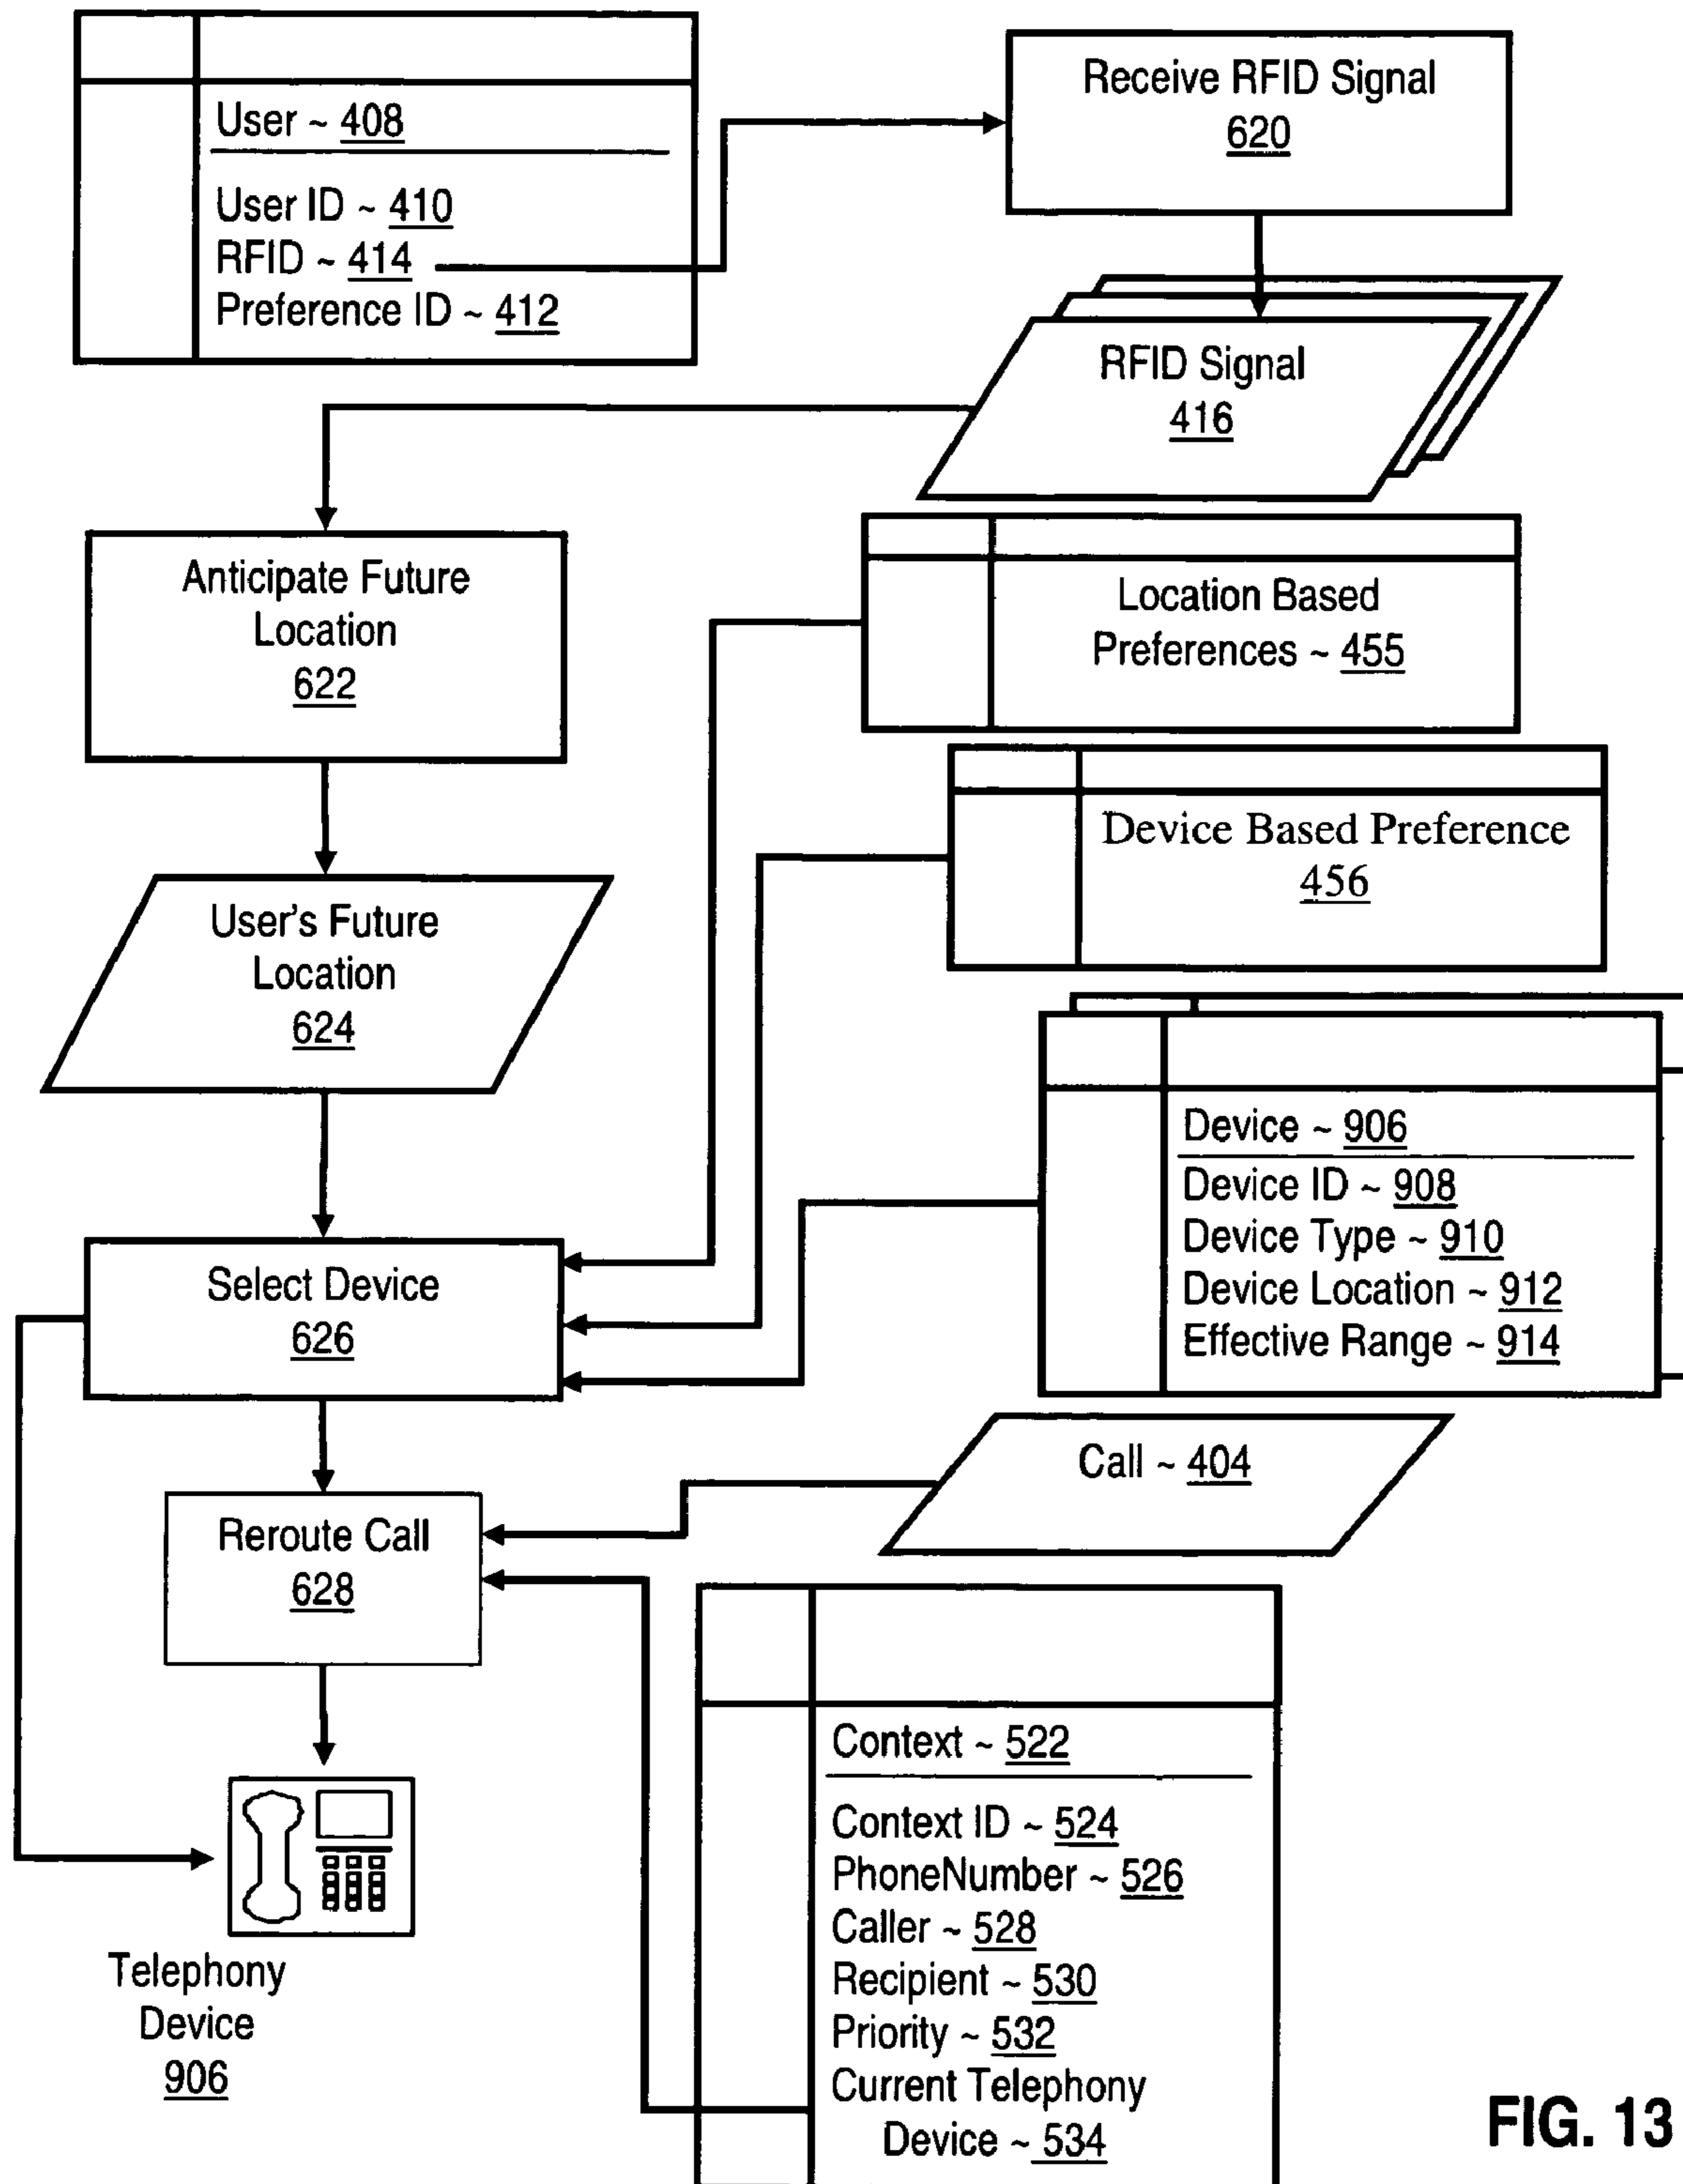 User ~ 408
User ID ~ 410
RFID ~ 414
Preference ID ~ 412
Receive RFID Signal
620
RFID Signal
416
Anticipate Future
Location
622
Location Based
Preferences ~ 455
Device Based Preference
456
User's Future
Location
624
Device ~ 906
Device ID ~ 908
Device Type ~ 910
Device Location ~ 912
Effective Range ~ 914
Select Device
626
Call ~ 404
Reroute Call
628
Context ~ 522
Context ID ~ 524
PhoneNumber ~ 526
Caller ~ 528
Recipient ~ 530
Priority ~ 532
Current Telephony
Device ~ 534
Telephony
Device
906
FIG. 13